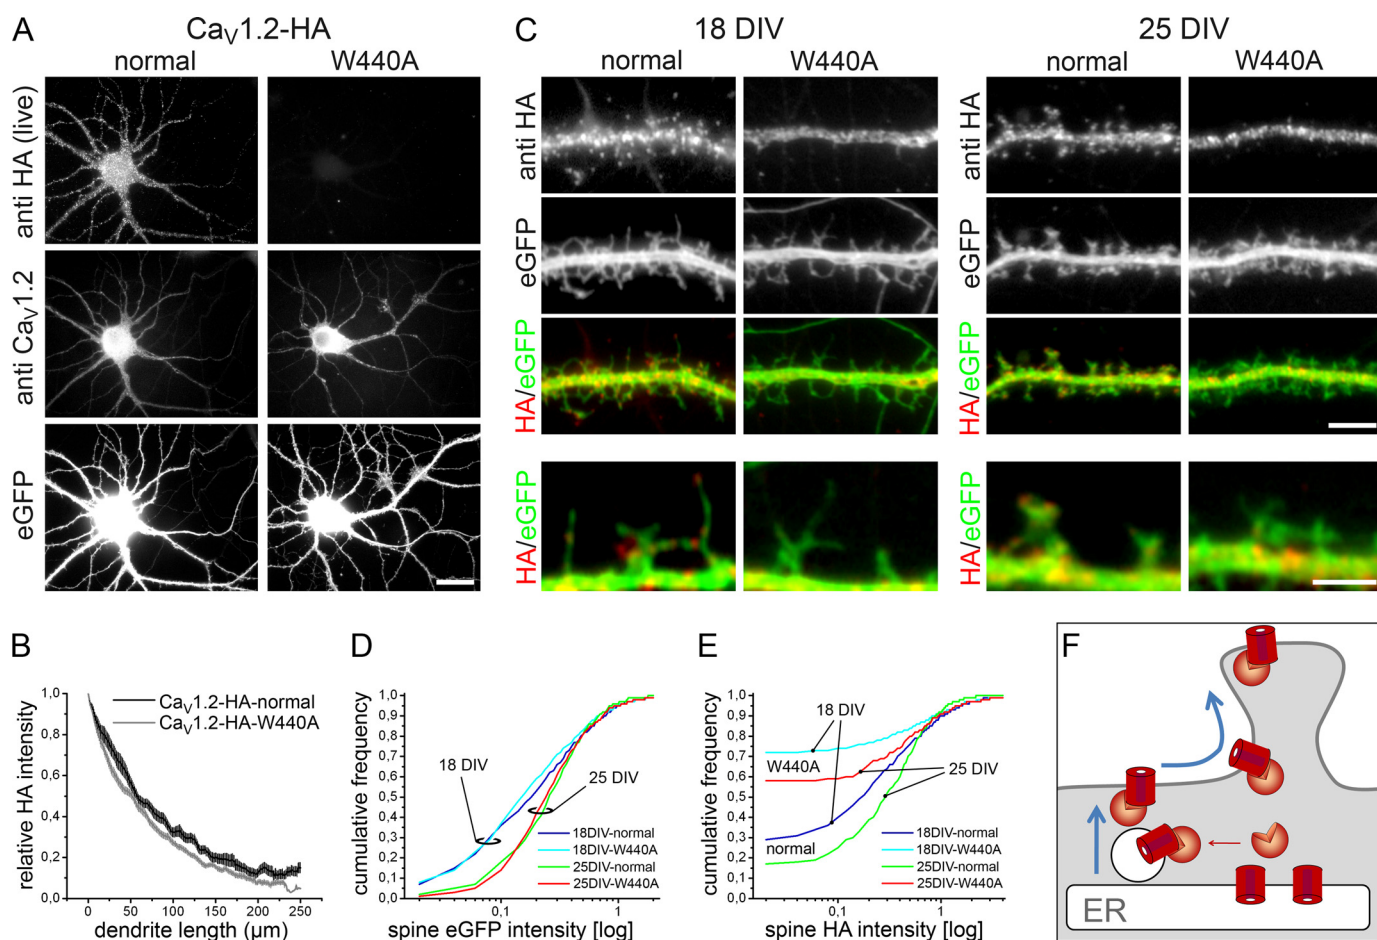 A
Ca_V1.2-HA
normal
W440A
anti HA (live)
anti Ca_V1.2
eGFP
C
18 DIV
25 DIV
normal
W440A
normal
W440A
anti HA
eGFP
HA/eGFP
HA/eGFP
anti HA
eGFP
HA/eGFP
HA/eGFP
B
relative HA intensity
1,0
0,8
0,6
0,4
0,2
0,0
Ca_V1.2-HA-normal
Ca_V1.2-HA-W440A
0 50 100 150 200 250
dendrite length (µm)
D
cumulative frequency
1,0
0,9
0,8
0,7
0,6
0,5
0,4
0,3
0,2
0,1
0,0
18 DIV
25 DIV
18DIV-normal
18DIV-W440A
25DIV-normal
25DIV-W440A
0,1 1
spine eGFP intensity [log]
E
cumulative frequency
1,0
0,9
0,8
0,7
0,6
0,5
0,4
0,3
0,2
0,1
0,0
18 DIV
W440A
25 DIV
normal
18DIV-normal
18DIV-W440A
25DIV-normal
25DIV-W440A
0,1 1
spine HA intensity [log]
F
ER